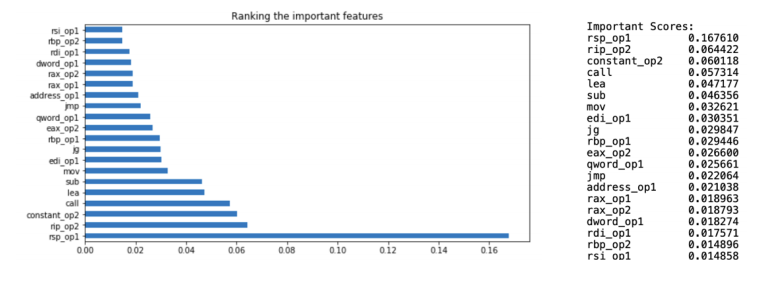 Ranking the important features
rsi_op1
rbp_op2
rdi_op1
dword_op1
rax_op2
rax_op1
address_op1
jmp
qword_op1
eax_op2
rbp_op1
jg
edi_op1
mov
sub
lea
call
constant_op2
rip_op2
rsp_op1
0.00 0.02 0.04 0.06 0.08 0.10 0.12 0.14 0.16
Important Scores:
rsp_op1 0.167610
rip_op2 0.064422
constant_op2 0.060118
call 0.057314
lea 0.047177
sub 0.046356
mov 0.032621
edi_op1 0.030351
jg 0.029847
rbp_op1 0.029446
eax_op2 0.026600
qword_op1 0.025661
jmp 0.022064
address_op1 0.021038
rax_op1 0.018963
rax_op2 0.018793
dword_op1 0.018274
rdi_op1 0.017571
rbp_op2 0.014896
rsi_op1 0.014858